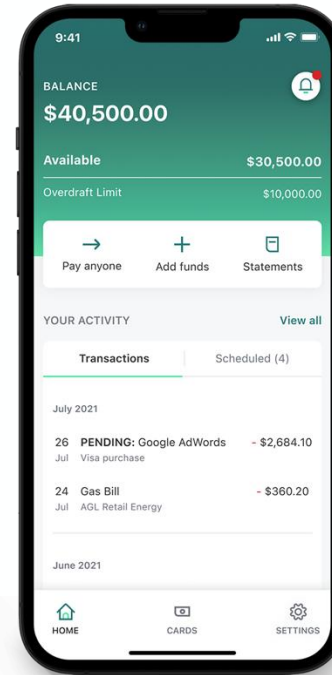 9:41
BALANCE
$40,500.00
Available $30,500.00
Overdraft Limit $10,000.00
Pay anyone Add funds Statements
YOUR ACTIVITY View all
Transactions Scheduled (4)
July 2021
26 PENDING: Google AdWords - $2,684.10
Jul Visa purchase
24 Gas Bill - $360.20
Jul AGL Retail Energy
June 2021
HOME CARDS SETTINGS